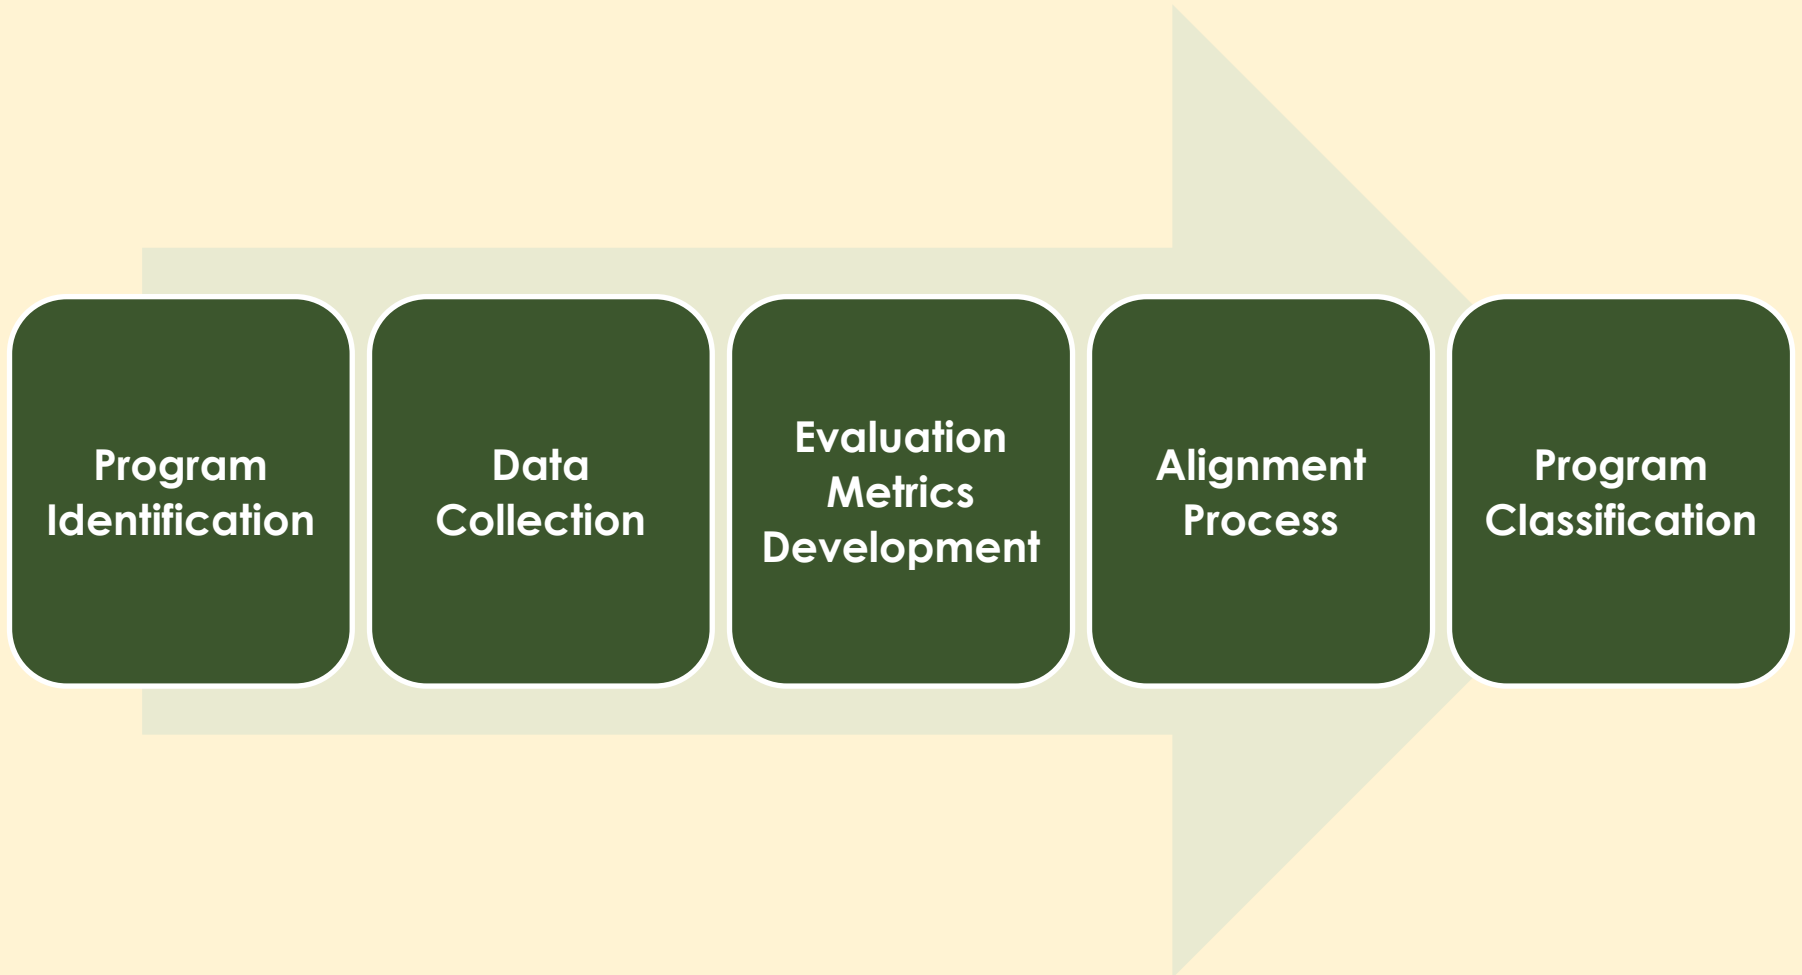 Program
Identification
Data
Collection
Evaluation
Metrics
Development
Alignment
Process
Program
Classification